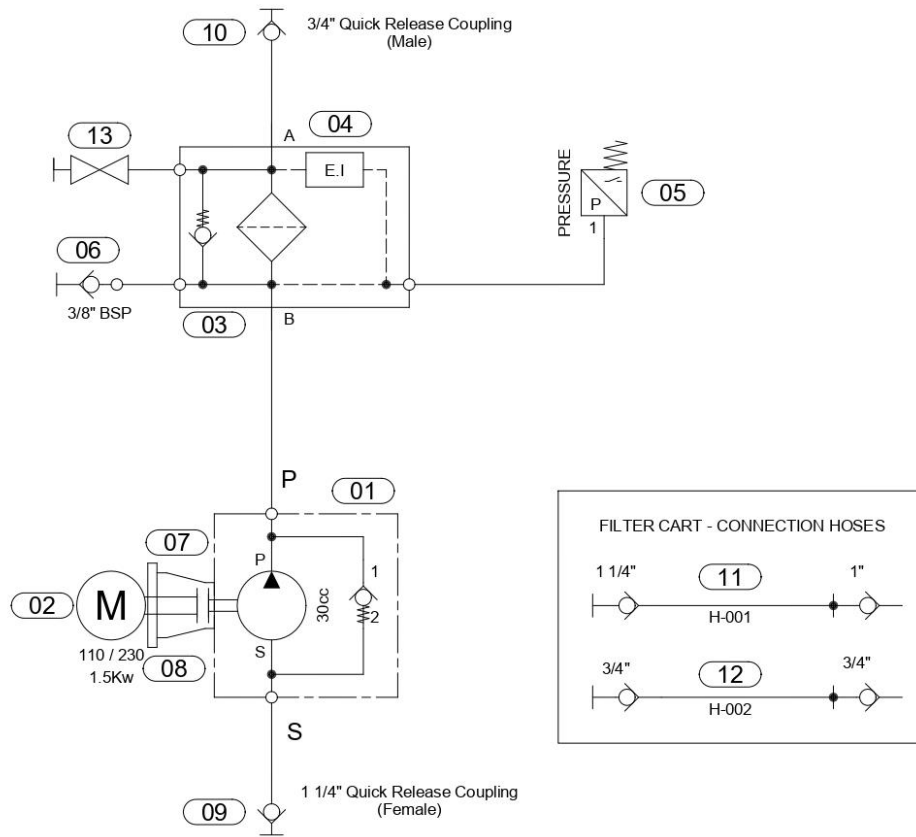 10
3/4" Quick Release Coupling
(Male)
13
A
04
E.I
PRESSURE
P
1
05
06
3/8" BSP
03
B
P
01
07
P
1
02
M
30cc
2
110 / 230
1.5Kw
08
S
S
09
1 1/4" Quick Release Coupling
(Female)
FILTER CART - CONNECTION HOSES
1 1/4"
11
1"
H-001
3/4"
12
3/4"
H-002